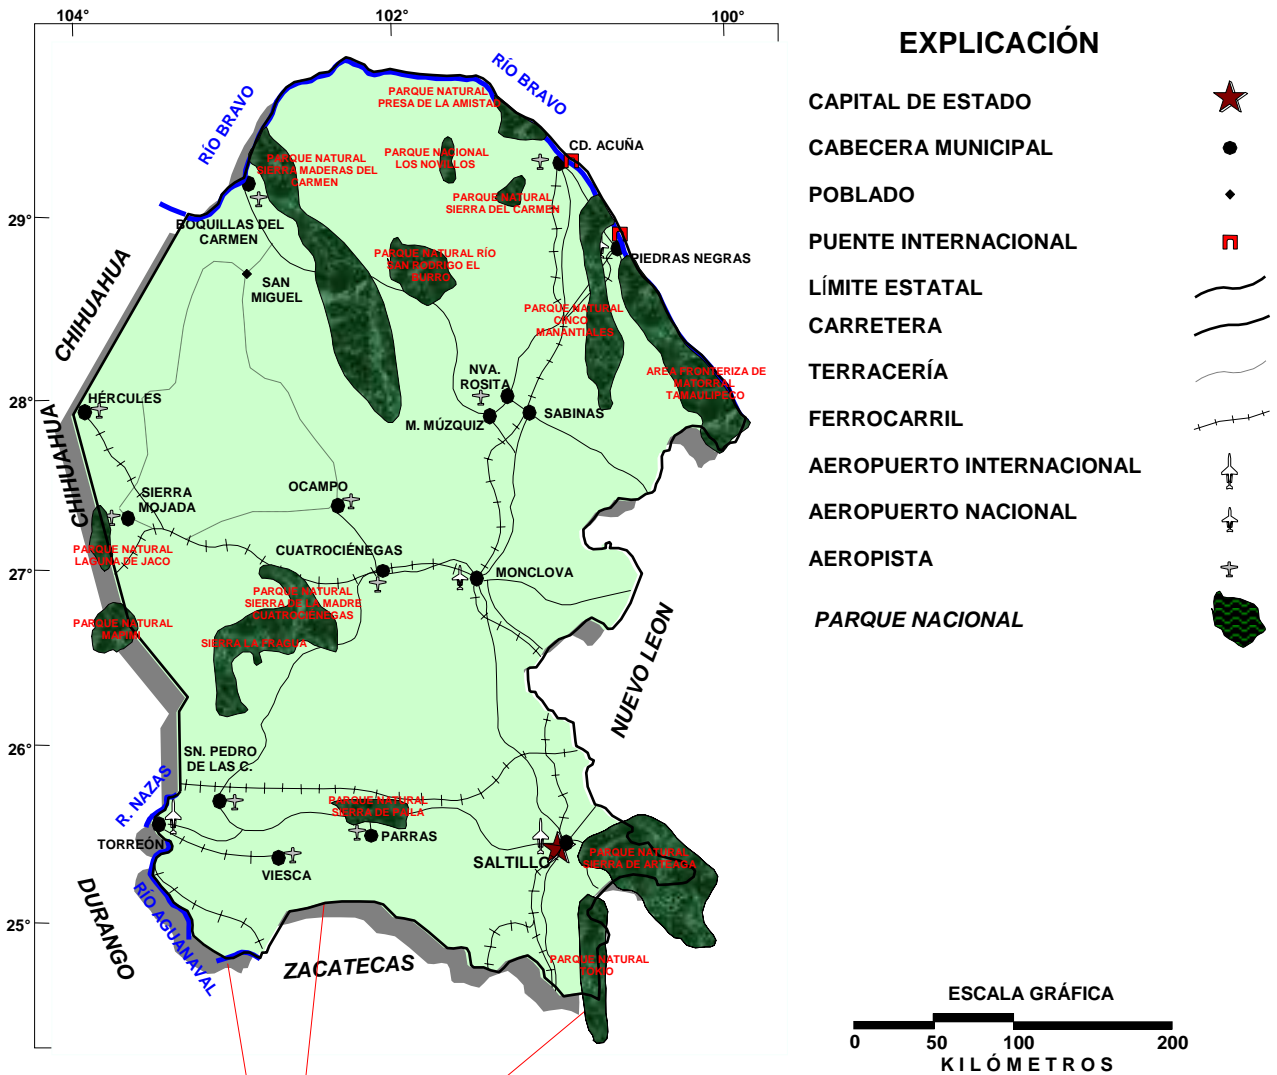 104°
102°
100°
RÍO BRAVO
RÍO BRAVO
PARQUE NATURAL
PRESA DE LA AMISTAD
CD. ACUÑA
PARQUE NACIONAL
LOS NOVILLOS
PARQUE NATURAL
SIERRA MADERAS DEL
CARMEN
PARQUE NATURAL
SIERRA DEL CARMEN
29°
BOQUILLAS DEL
CARMEN
PARQUE NATURAL RÍO
SAN RODRIGO EL
BURRO
PIEDRAS NEGRAS
SAN
MIGUEL
CHIHUAHUA
PARQUE NATURAL
CINCO
MANANTIALES
NVA.
ROSITA
AREA FRONTERIZA DE
MATORRAL
TAMAULIPECO
28°
HÉRCULES
M. MÚZQUIZ
SABINAS
CHIHUAHUA
SIERRA
MOJADA
OCAMPO
PARQUE NATURAL
LAGUNA DE JACO
CUATROCIÉNEGAS
27°
MONCLOVA
PARQUE NATURAL
SIERRA DE LA MADRE
CUATROCIENEGAS
PARQUE NATURAL
MAPIMI
SIERRA LA FRAGUA
NUEVO LEON
26°
SN. PEDRO
DE LAS C.
R. NAZAS
PARQUE NATURAL
SIERRA DE PAILA
TORREÓN
PARRAS
VIESCA
SALTILLO
PARQUE NATURAL
SIERRA DE ARTEAGA
25°
DURANGO
RÍO AGUANAVAL
ZACATECAS
PARQUE NATURAL
TOKIO
EXPLICACIÓN
CAPITAL DE ESTADO
CABECERA MUNICIPAL
POBLADO
PUENTE INTERNACIONAL
LÍMITE ESTATAL
CARRETERA
TERRACERÍA
FERROCARRIL
AEROPUERTO INTERNACIONAL
AEROPUERTO NACIONAL
AEROPISTA
PARQUE NACIONAL
ESCALA GRÁFICA
0 50 100 200
KILÓMETROS